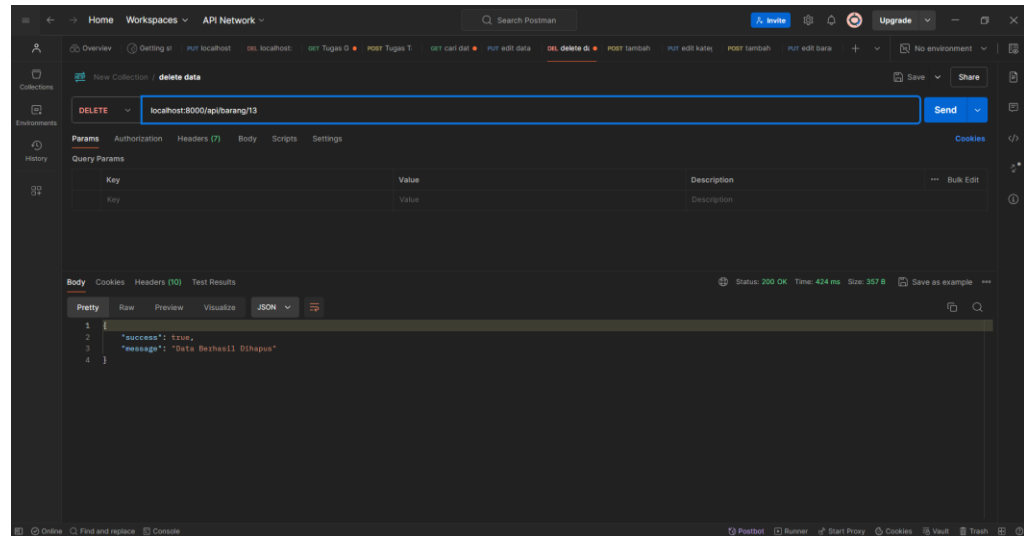 Home Workspaces API Network Search Postman Invite Upgrade
Overview Getting st PUT localhost DEL localhost: GET Tugas G POST Tugas T: GET cari dat PUT edit data DEL delete da POST tambah PUT edit kateg POST tambah PUT edit bara No environment
Collections
New Collection / delete data Save Share
Environments
DELETE localhost:8000/api/barang/13 Send
History
Params Authorization Headers (7) Body Scripts Settings Cookies
Query Params
Key Value Description Bulk Edit
Key Value Description
Body Cookies Headers (10) Test Results Status: 200 OK Time: 424 ms Size: 357 B Save as example
Pretty Raw Preview Visualize JSON
1 {
2 "success": true,
3 "message": "Data Berhasil Dihapus"
4 }
Online Find and replace Console Postbot Runner Start Proxy Cookies Vault Trash